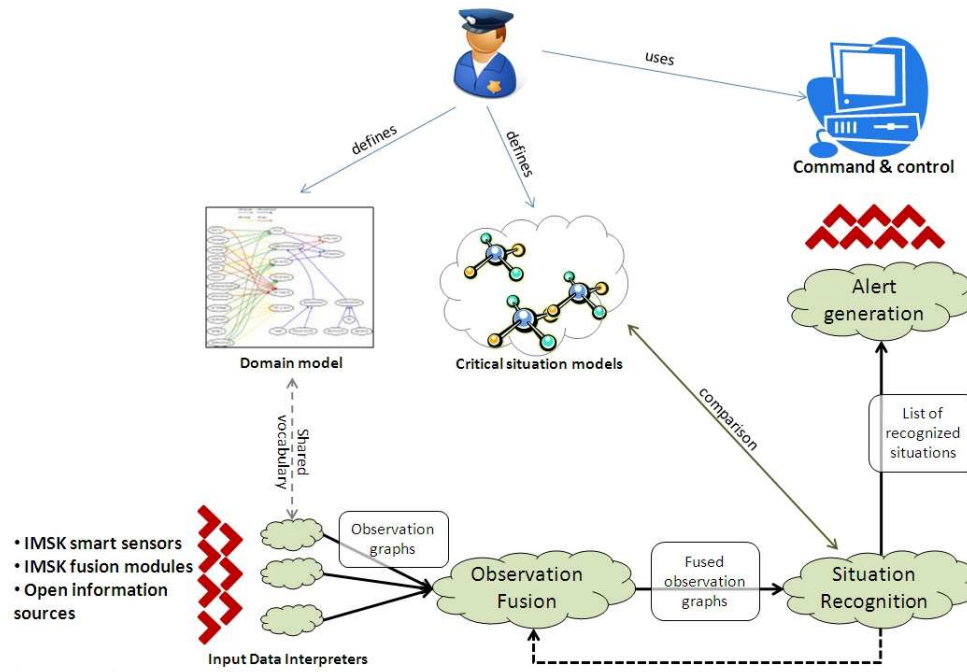 uses
defines
defines
Command & control
Alert
generation
Domain model
Critical situation models
comparison
List of
recognized
situations
Shared
vocabulary
• IMSK smart sensors
• IMSK fusion modules
• Open information
sources
Observation
graphs
Observation
Fusion
Fused
observation
graphs
Situation
Recognition
Input Data Interpreters